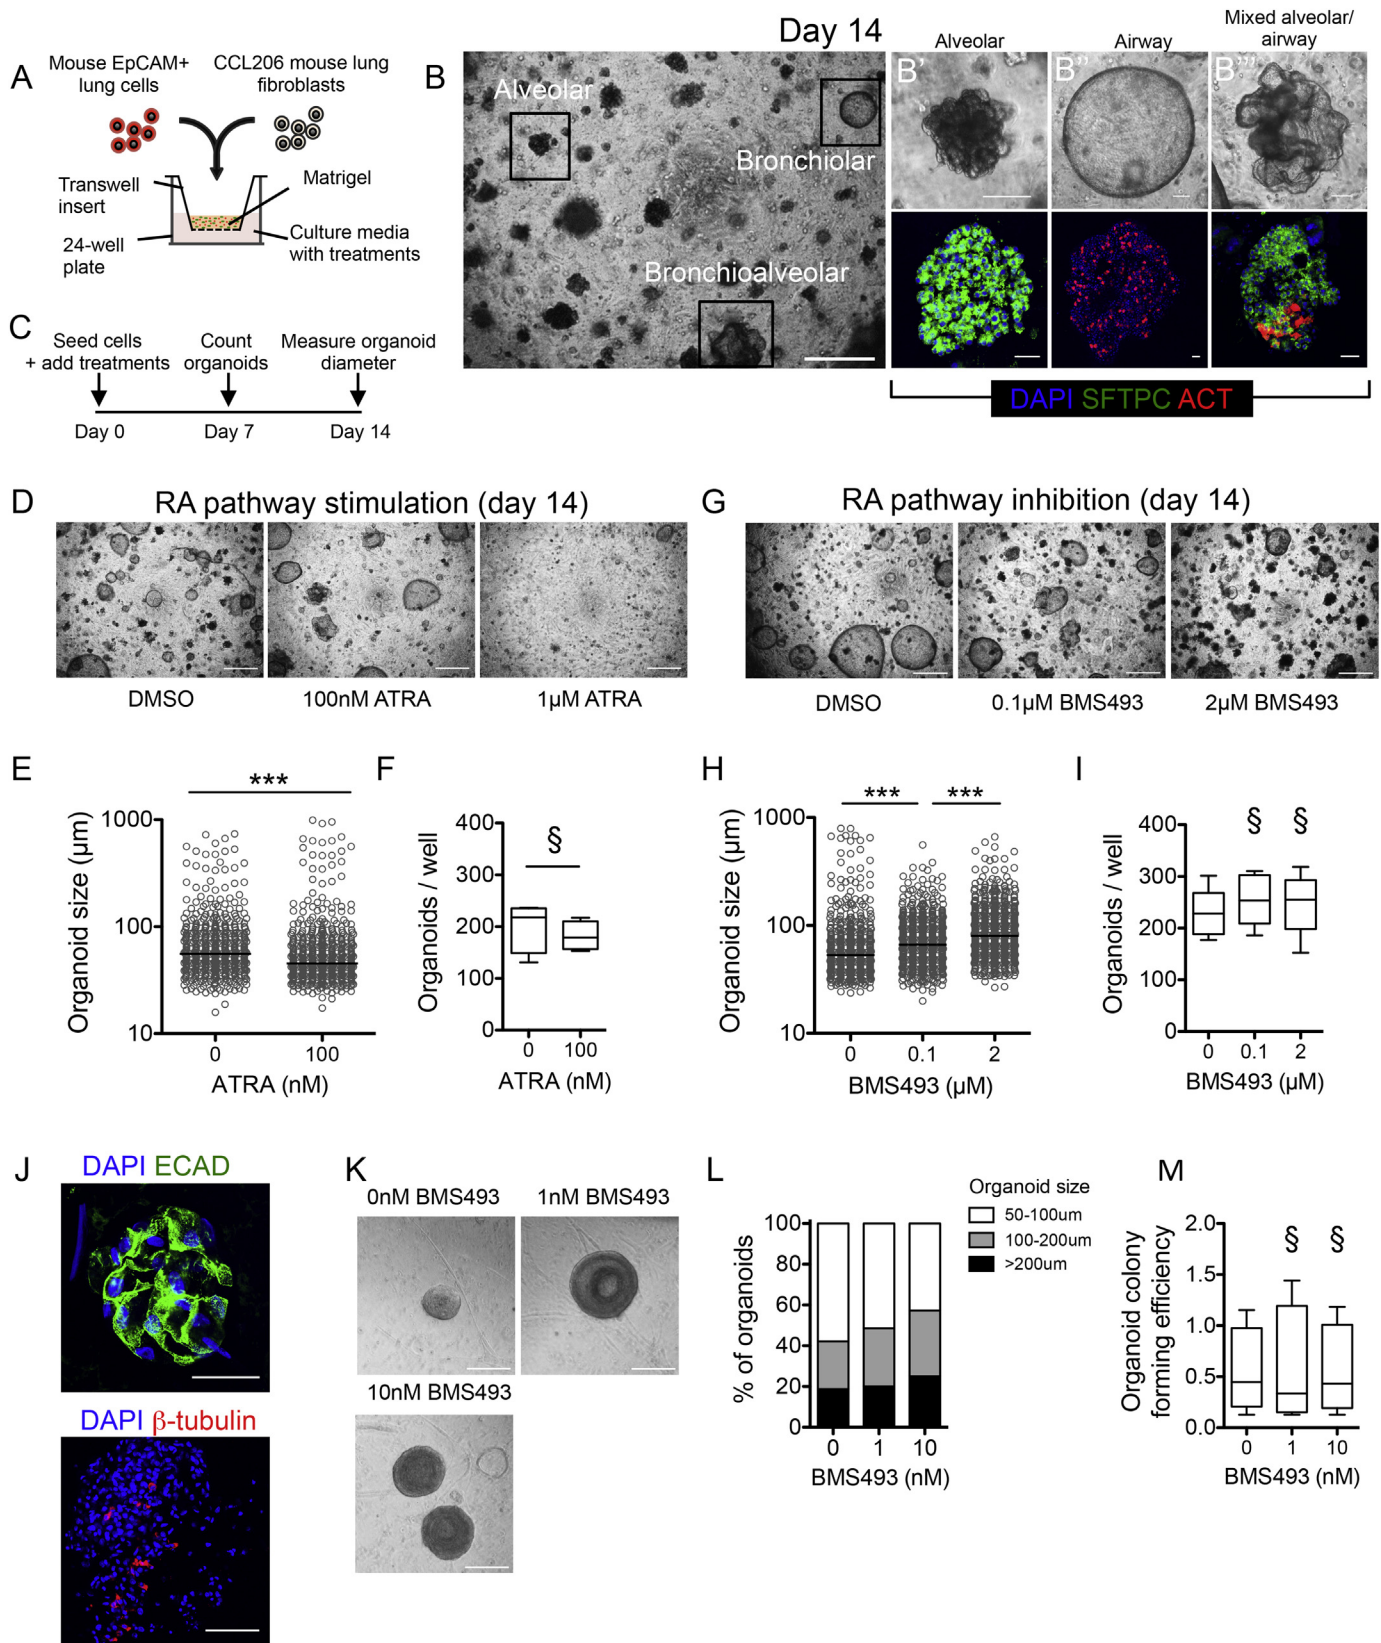 A
Mouse EpCAM+
lung cells
CCL206 mouse lung
fibroblasts
Transwell
insert
Matrigel
24-well
plate
Culture media
with treatments
B
Day 14
Alveolar
Bronchiolar
Bronchioalveolar
Alveolar
Airway
Mixed alveolar/
airway
B'
B''
B'''
DAPI SFTPC ACT
C
Seed cells
+ add treatments
Count
organoids
Measure organoid
diameter
Day 0
Day 7
Day 14
D
RA pathway stimulation (day 14)
DMSO
100nM ATRA
1µM ATRA
G
RA pathway inhibition (day 14)
DMSO
0.1µM BMS493
2µM BMS493
E
***
Organoid size (µm)
1000
100
10
0
100
ATRA (nM)
F
§
Organoids / well
400
300
200
100
0
0
100
ATRA (nM)
H
***
***
Organoid size (µm)
1000
100
10
0
0.1
2
BMS493 (µM)
I
§
§
Organoids / well
400
300
200
100
0
0
0.1
2
BMS493 (µM)
J
DAPI ECAD
DAPI β-tubulin
K
0nM BMS493
1nM BMS493
10nM BMS493
L
Organoid size
50-100um
100-200um
>200um
% of organoids
100
80
60
40
20
0
0
1
10
BMS493 (nM)
M
§
§
Organoid colony
forming efficiency
2.0
1.5
1.0
0.5
0.0
0
1
10
BMS493 (nM)